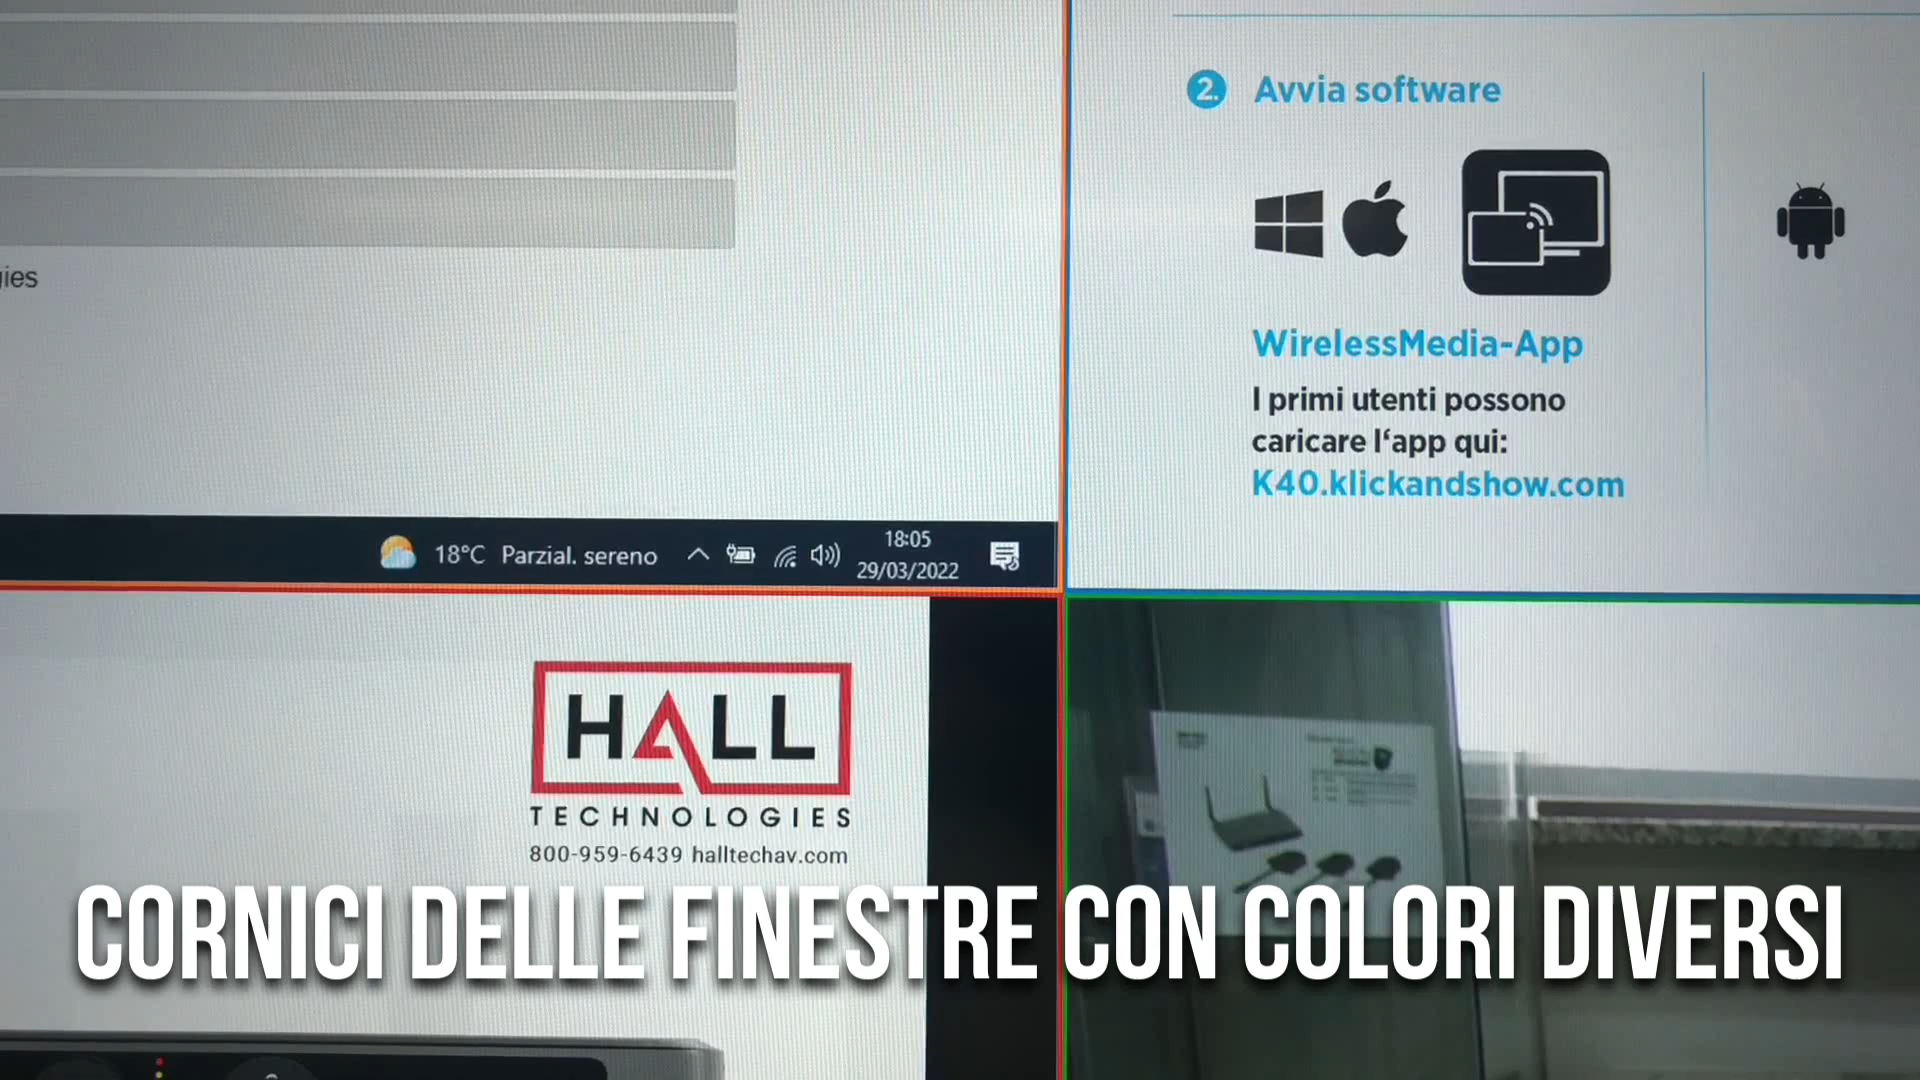 2. Avvia software
WirelessMedia-App
I primi utenti possono
caricare l‘app qui:
K40.klickandshow.com
18°C Parzial. sereno
18:05
29/03/2022
HALL
TECHNOLOGIES
800-959-6439 halltechav.com
CORNICI DELLE FINESTRE CON COLORI DIVERSI